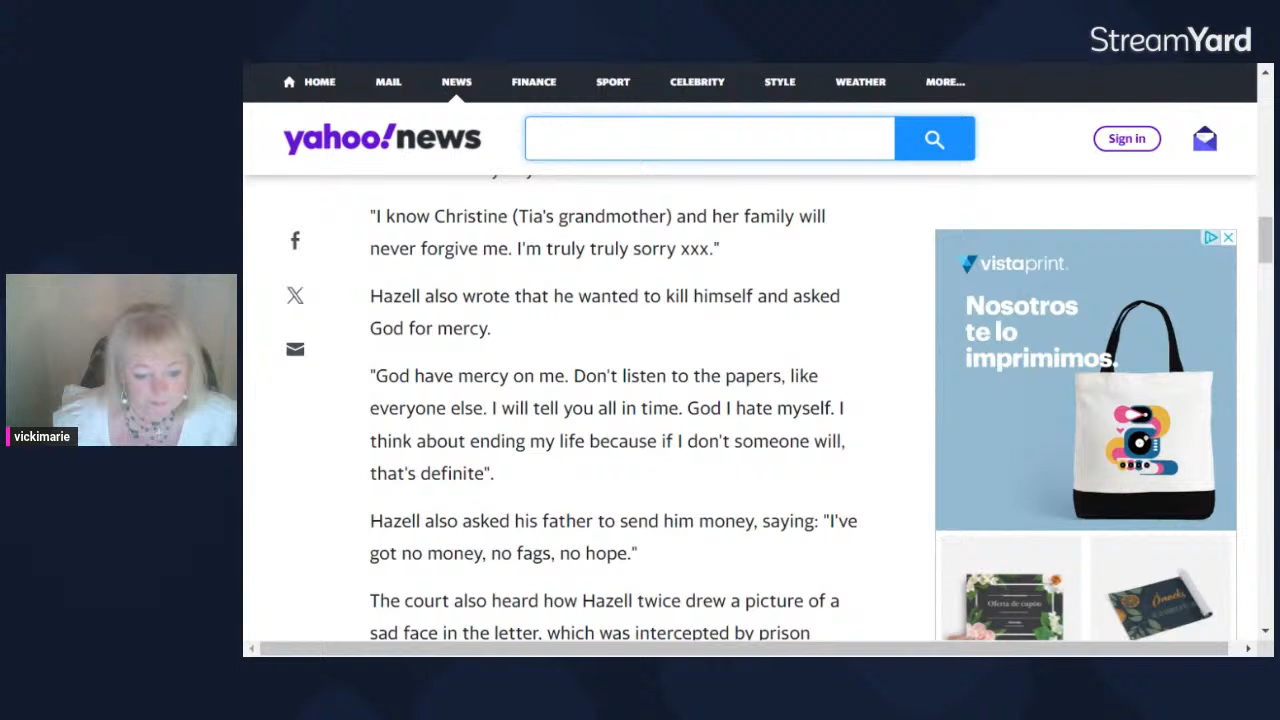 StreamYard
HOME MAIL NEWS FINANCE SPORT CELEBRITY STYLE WEATHER MORE...
yahoo!news
Sign in
"I know Christine (Tia's grandmother) and her family will
never forgive me. I'm truly truly sorry xxx."
Hazell also wrote that he wanted to kill himself and asked
God for mercy.
"God have mercy on me. Don't listen to the papers, like
everyone else. I will tell you all in time. God I hate myself. I
think about ending my life because if I don't someone will,
that's definite".
Hazell also asked his father to send him money, saying: "I've
got no money, no fags, no hope."
The court also heard how Hazell twice drew a picture of a
sad face in the letter, which was intercepted by prison
vistaprint.
Nosotros
te lo
imprimimos.
Oferta de cupón
vickimarie